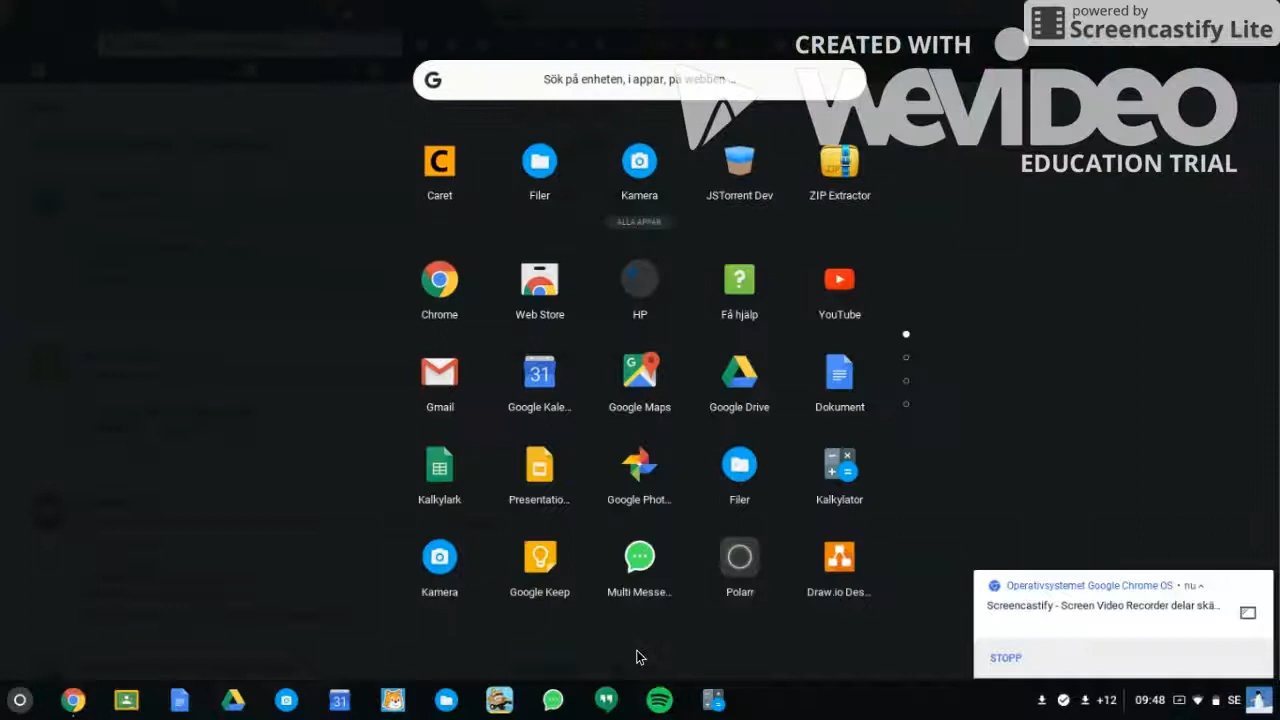 powered by
Screencastify Lite
CREATED WITH
WEVIDEO
EDUCATION TRIAL
Sök på enheten, i appar, på webben ...
Caret
Filer
Kamera
JSTorrent Dev
ZIP Extractor
ALLA APPAR
Chrome
Web Store
HP
Få hjälp
YouTube
Gmail
31
Google Kale...
Google Maps
Google Drive
Dokument
Kalkylark
Presentatio...
Google Phot...
Filer
Kalkylator
Kamera
Google Keep
Multi Messe...
Polarr
Draw.io Des...
Operativsystemet Google Chrome OS • nu
Screencastify - Screen Video Recorder delar skä...
STOPP
31
+12
09:48
SE